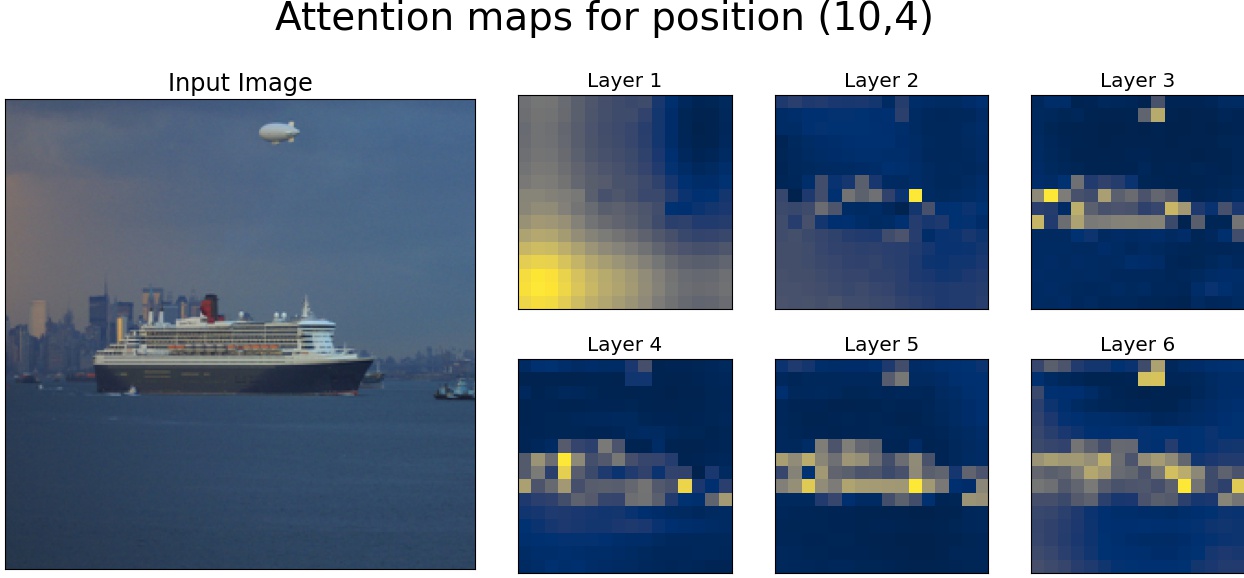 Attention maps for position (10,4)
Input Image
Layer 1
Layer 2
Layer 3
Layer 4
Layer 5
Layer 6